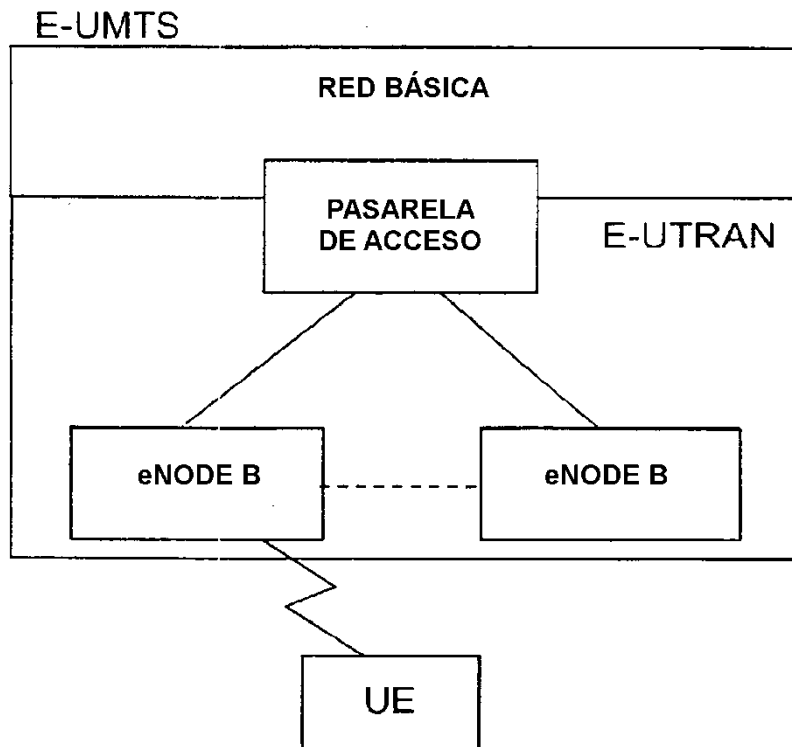 E-UMTS
RED BÁSICA
PASARELA
DE ACCESO
E-UTRAN
eNODE B
eNODE B
UE